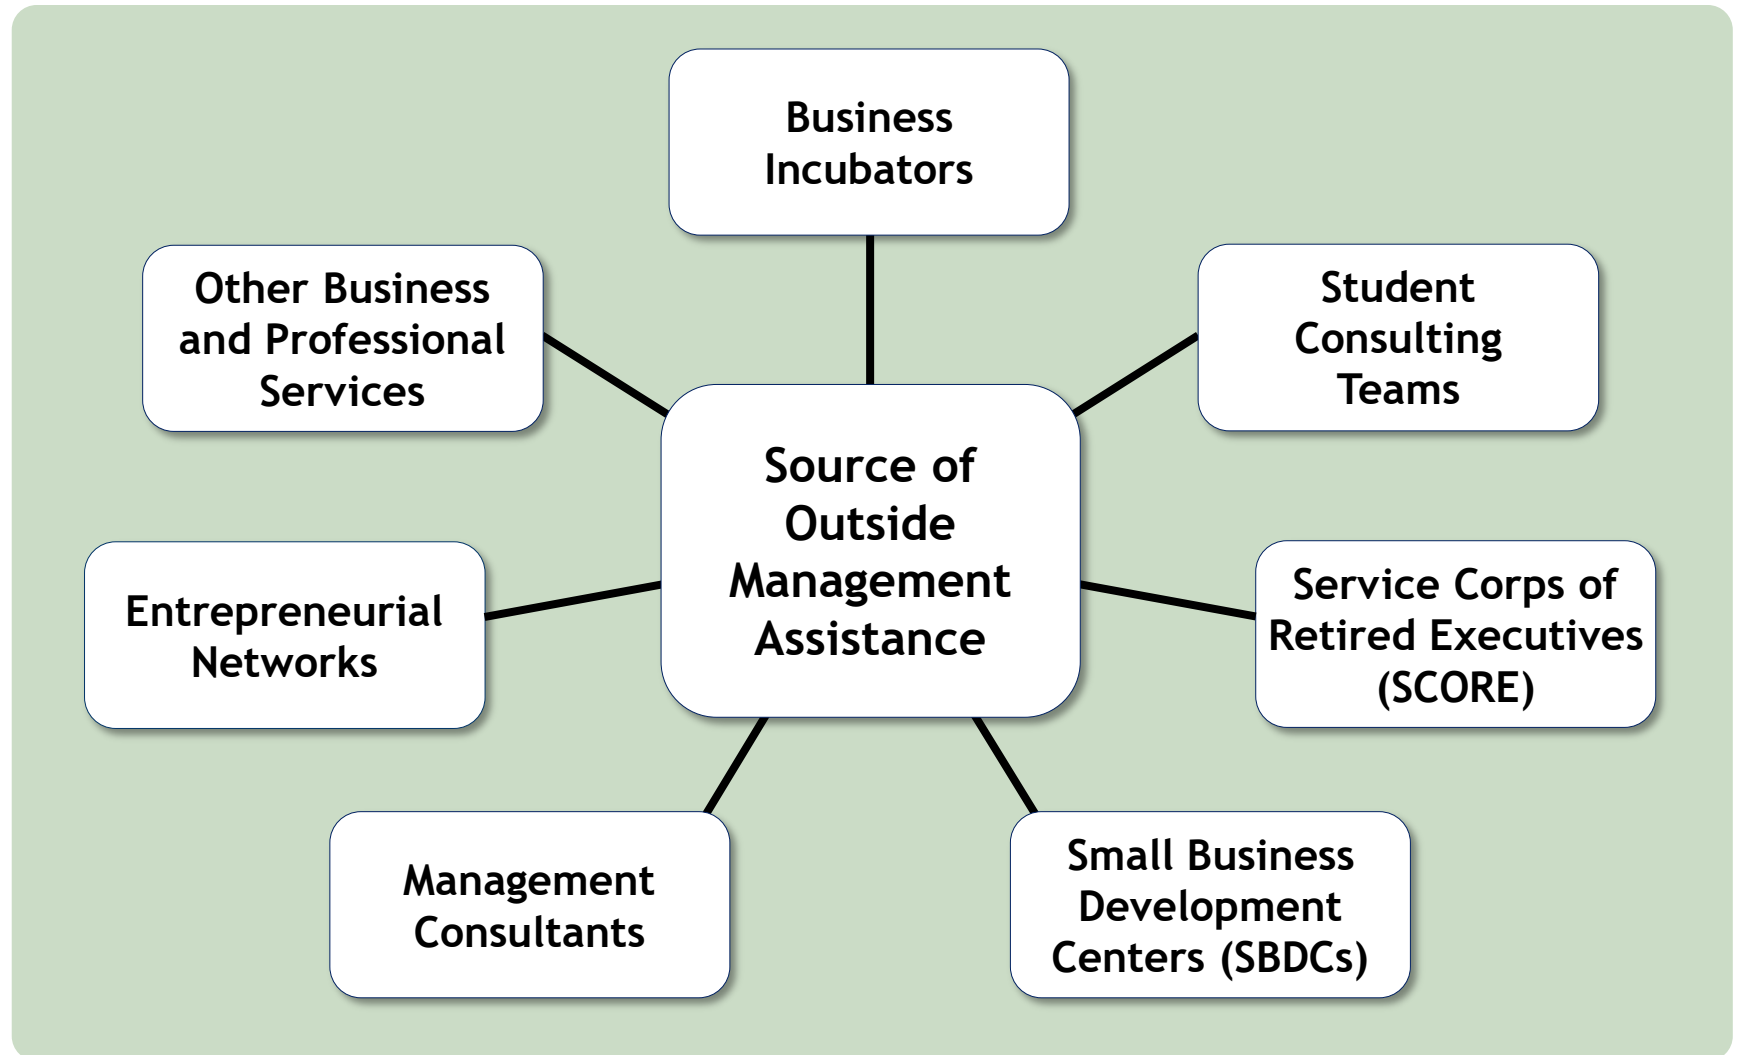 Business
Incubators
Other Business
and Professional
Services
Student
Consulting
Teams
Source of
Outside
Management
Assistance
Entrepreneurial
Networks
Service Corps of
Retired Executives
(SCORE)
Management
Consultants
Small Business
Development
Centers (SBDCs)